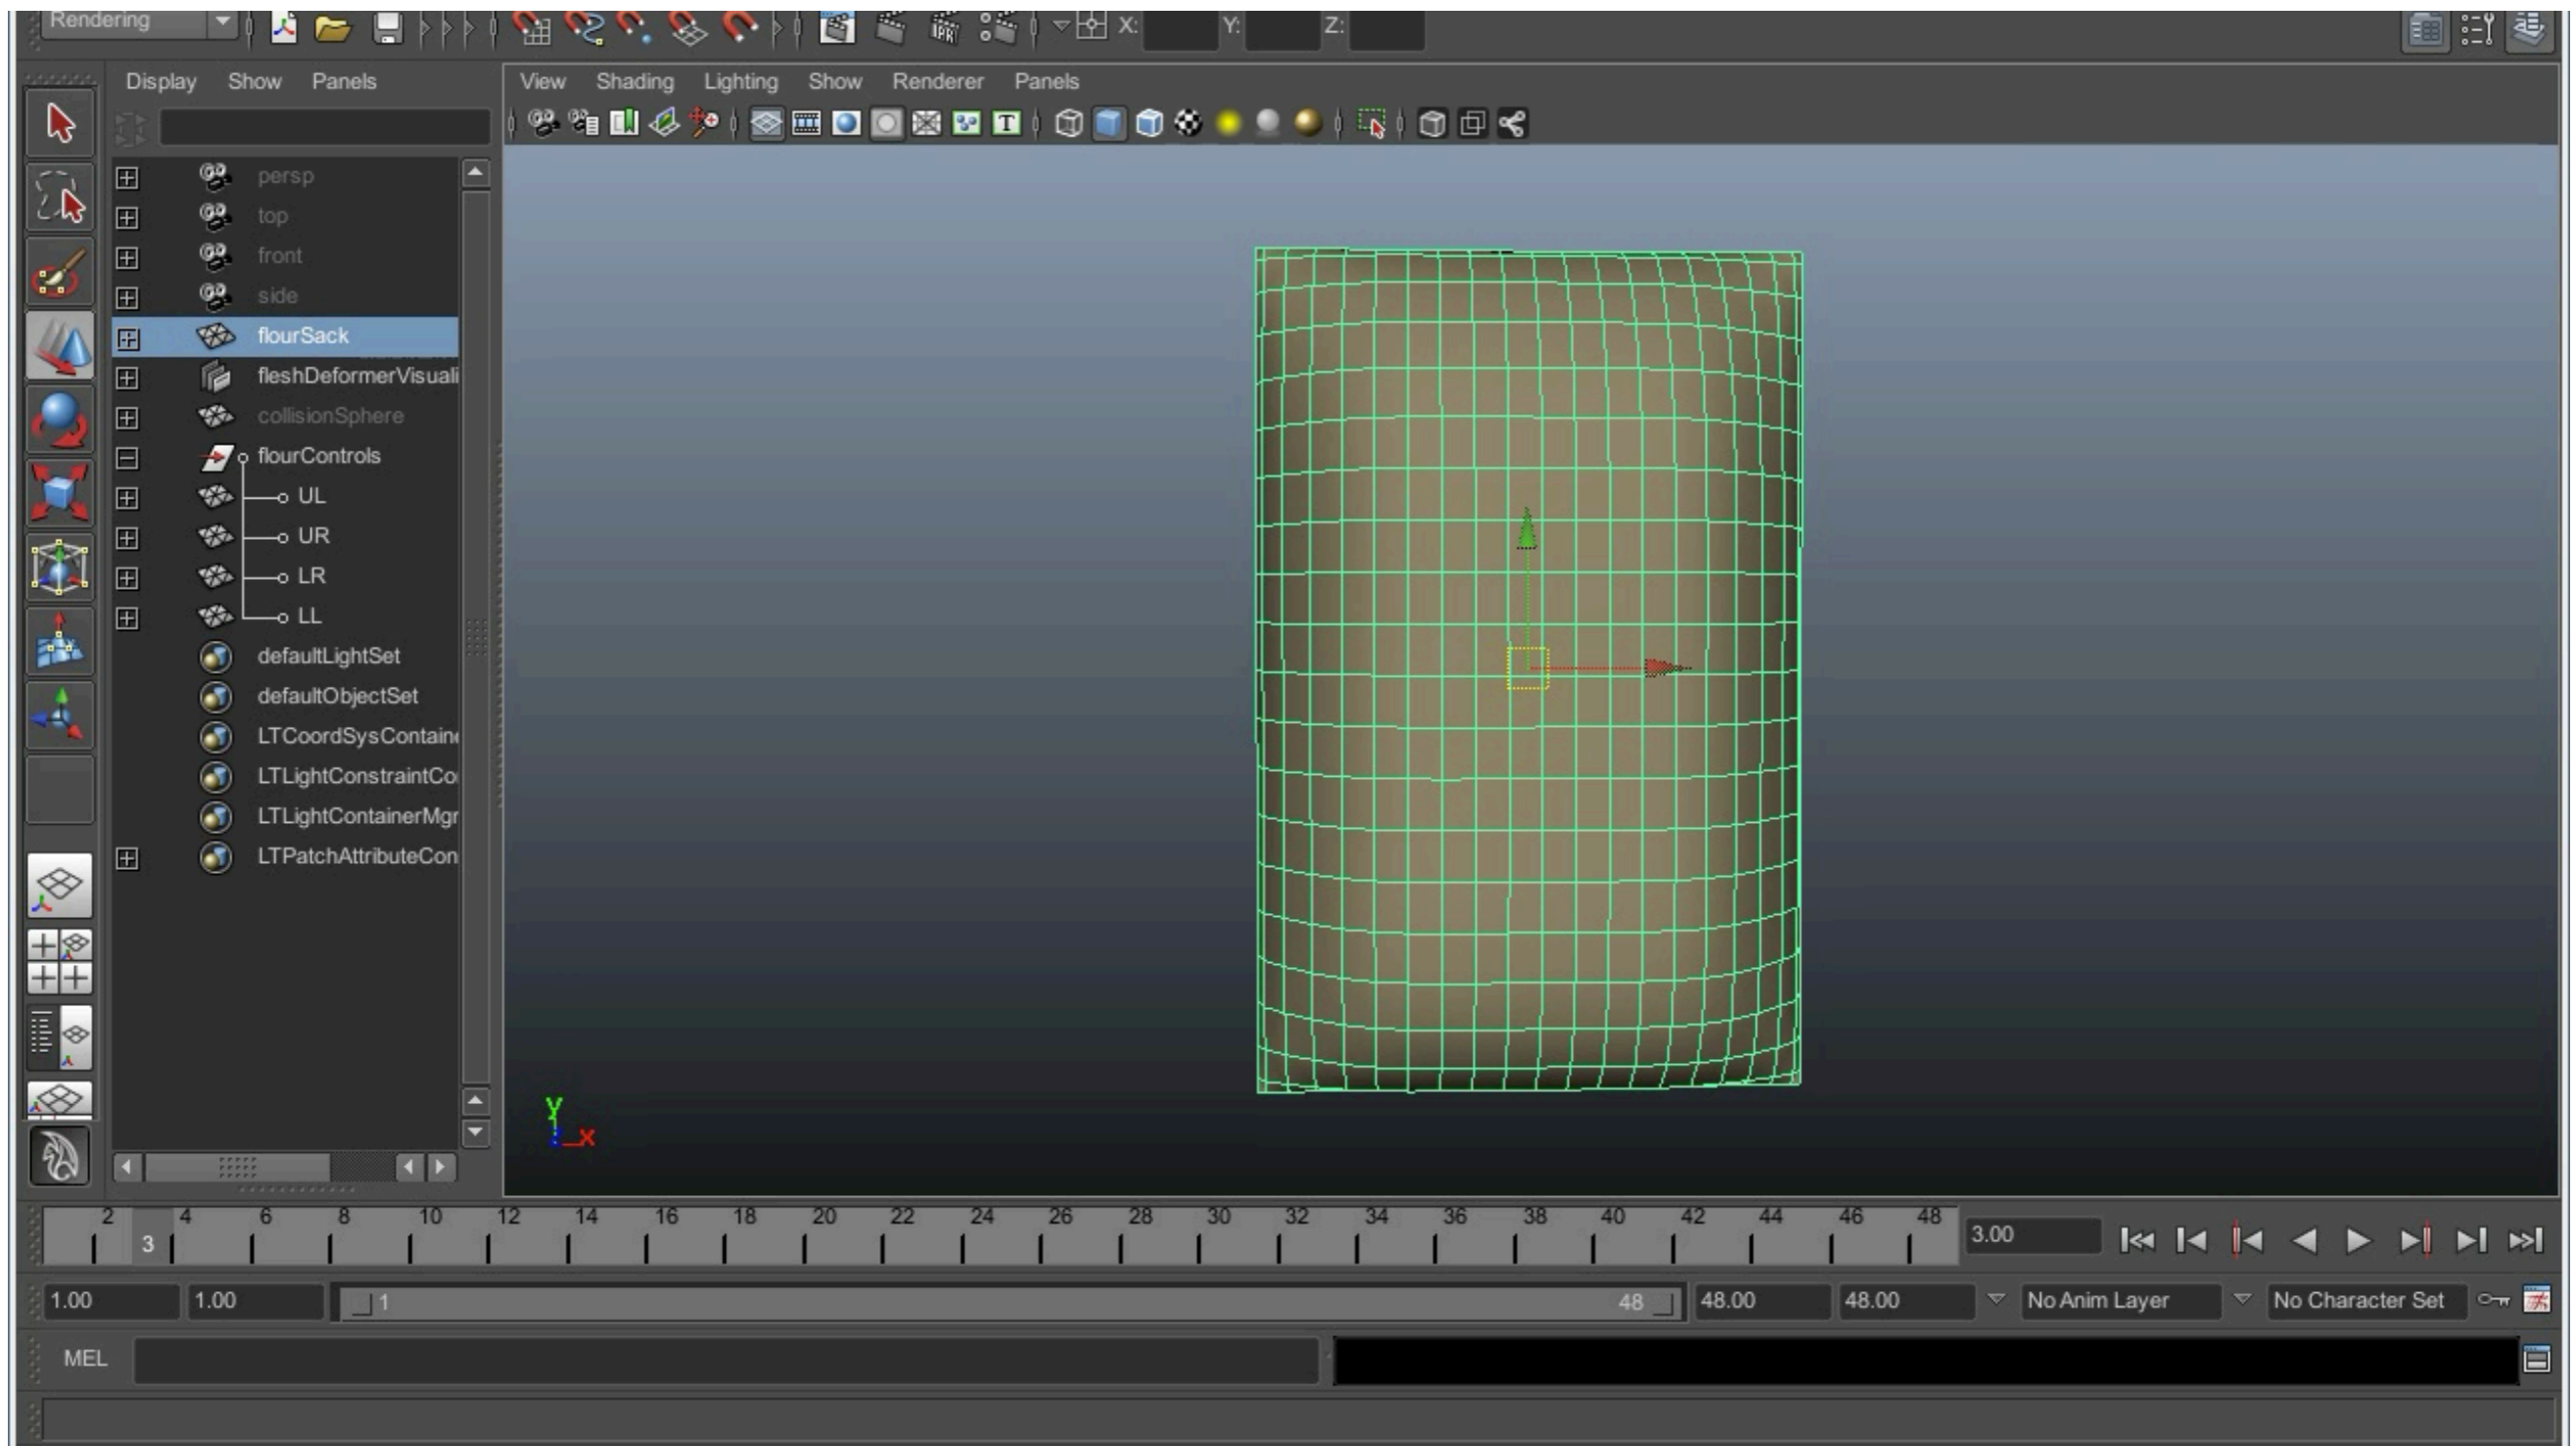 Rendering X: Y: Z:
Display Show Panels View Shading Lighting Show Renderer Panels
IPR
T
persp
top
front
side
flourSack
fleshDeformerVisuali
collisionSphere
flourControls
UL
UR
LR
LL
defaultLightSet
defaultObjectSet
LTCoordSysContain
LTLightConstraintCo
LTLightContainerMgr
LTPatchAttributeCon
y
z x
2 4 6 8 10 12 14 16 18 20 22 24 26 28 30 32 34 36 38 40 42 44 46 48
3 3.00
1.00 1.00 1 48 48.00 48.00 No Anim Layer No Character Set
MEL